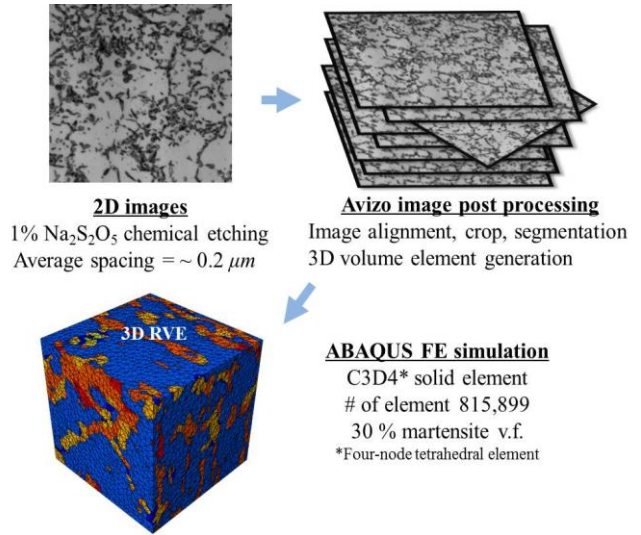 2D images
1% Na₂S₂O₅ chemical etching
Average spacing = ~ 0.2 μm
Avizo image post processing
Image alignment, crop, segmentation
3D volume element generation
3D RVE
ABAQUS FE simulation
C3D4* solid element
# of element 815,899
30 % martensite v.f.
*Four-node tetrahedral element